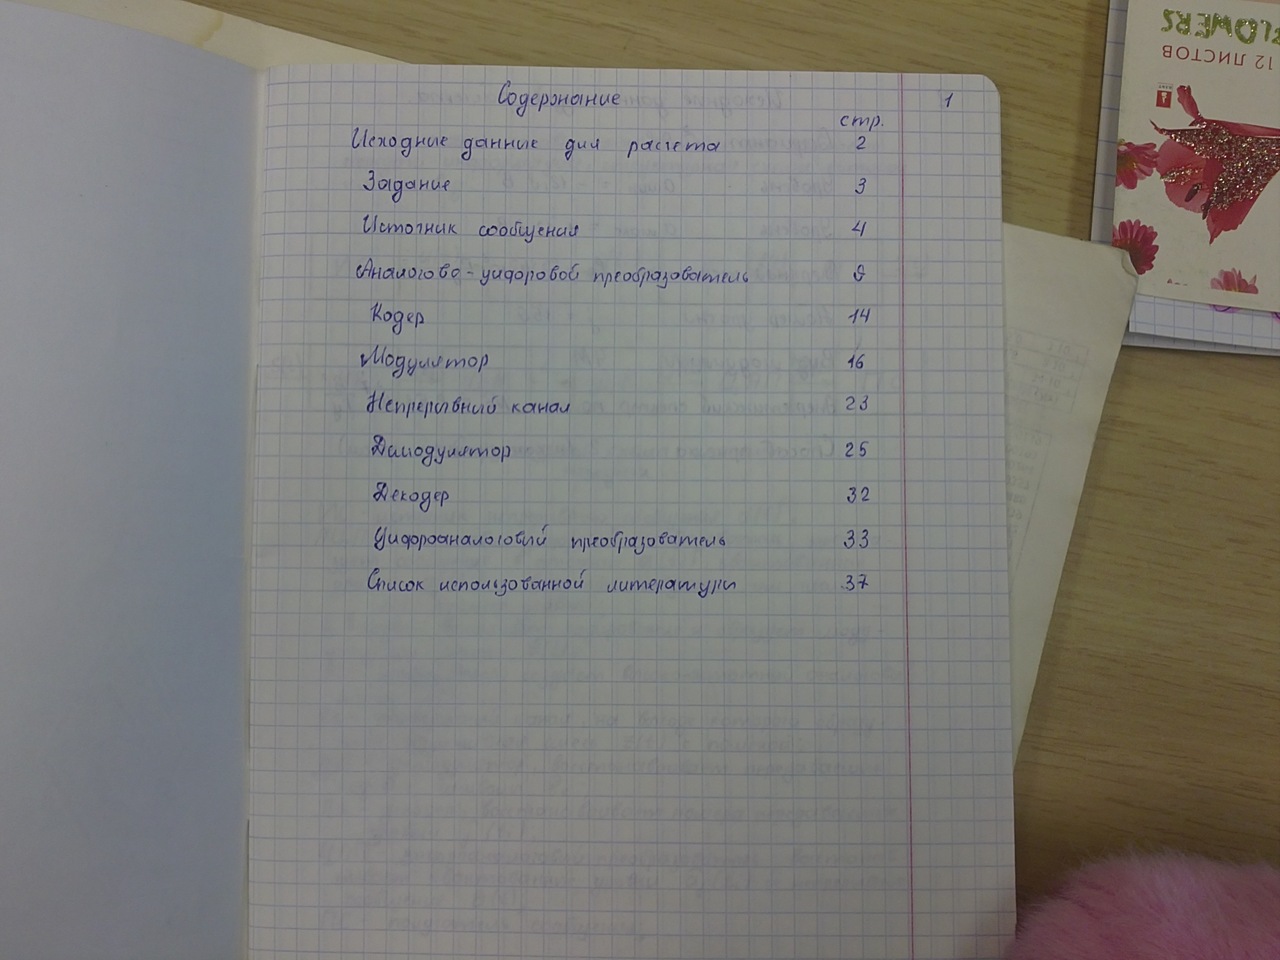 Содержание
1
стр.
Исходные данные для расчета 2
Задание 3
Источник сообщения 4
Аналогово-цифровой преобразователь 9
Кодер 14
Модулятор 16
Непрерывный канал 23
Демодулятор 25
Декодер 32
Цифроаналоговый преобразователь 33
Список использованной литературы 37
FLOWERS
12 ЛИСТОВ